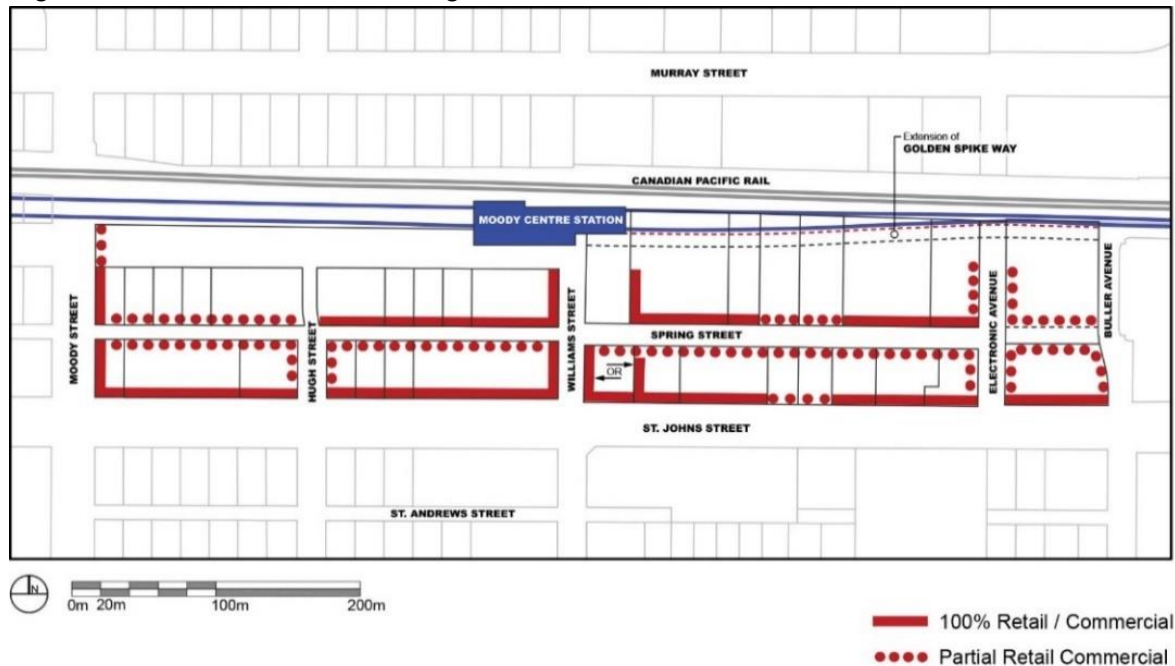 MURRAY STREET
Extension of
GOLDEN SPIKE WAY
CANADIAN PACIFIC RAIL
MOODY CENTRE STATION
MOODY STREET
HUGH STREET
WILLIAMS STREET
SPRING STREET
ELECTRONIC AVENUE
BULLER AVENUE
OR
ST. JOHNS STREET
ST. ANDREWS STREET
N
0m 20m 100m 200m
100% Retail / Commercial
Partial Retail Commercial